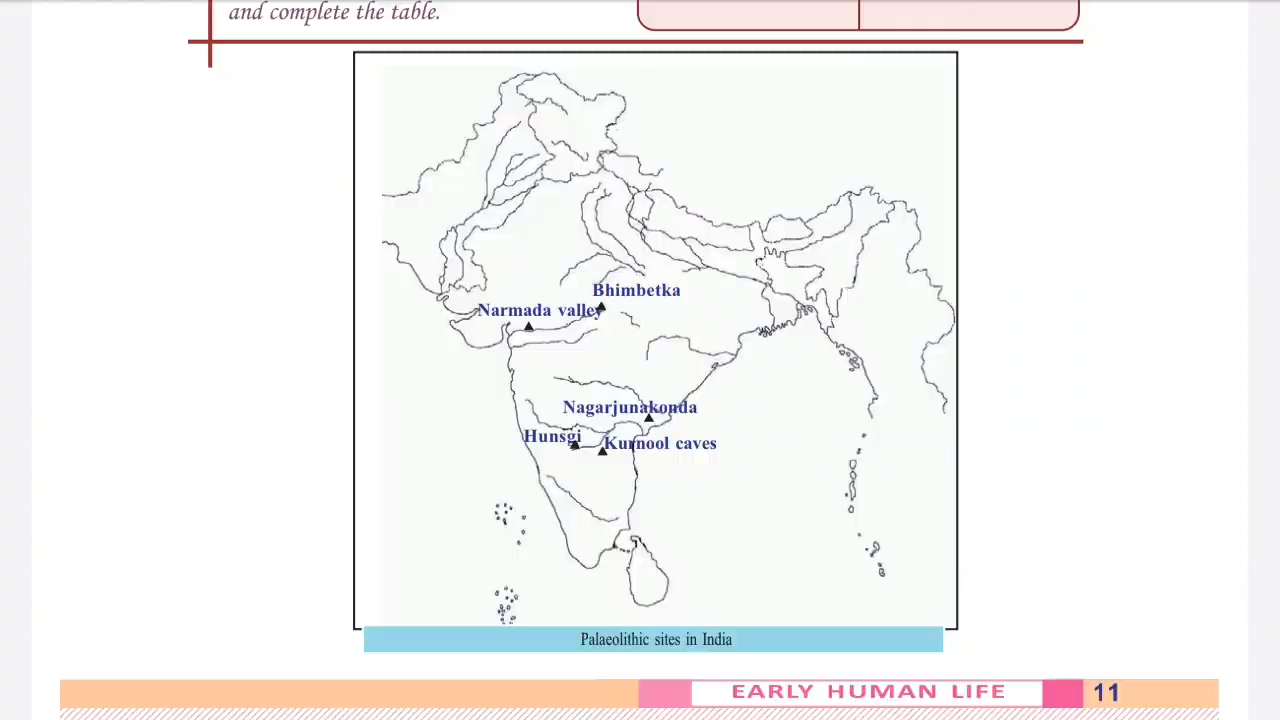 and complete the table.
Bhimbetka
Narmada valley
Nagarjunakonda
Hunsgi
Kurnool caves
Palaeolithic sites in India
EARLY HUMAN LIFE 11